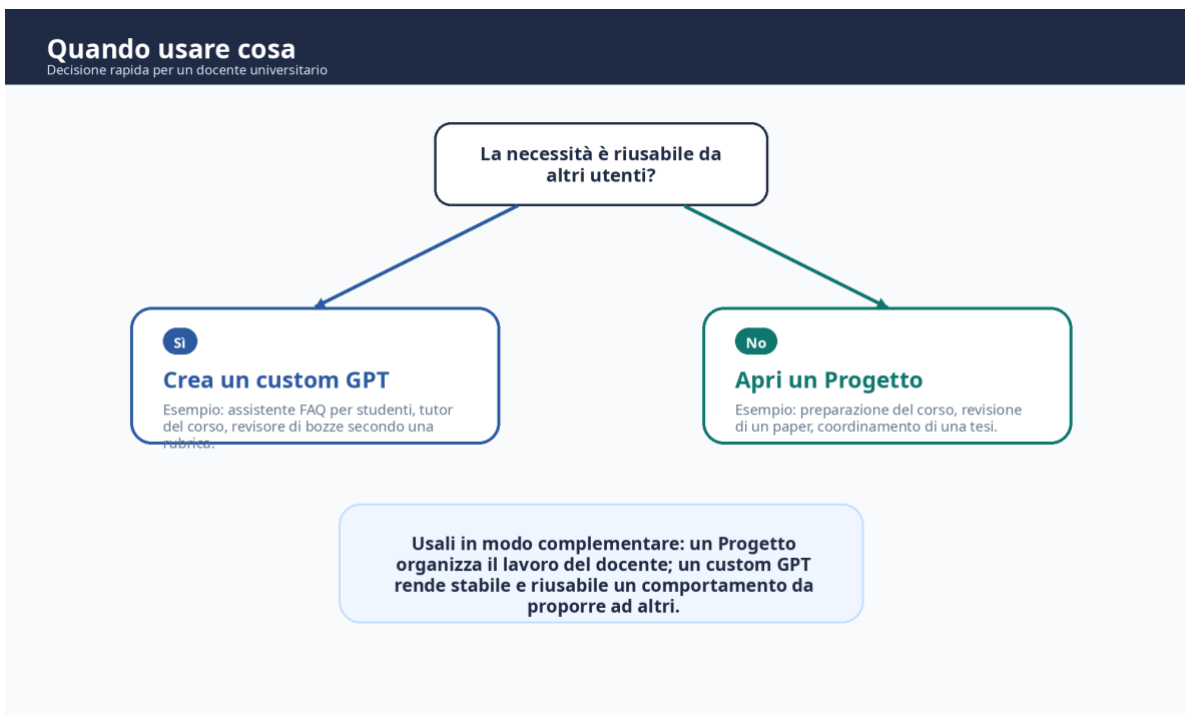 Quando usare cosa
Decisione rapida per un docente universitario
La necessità è riusabile da
altri utenti?
Sì
Crea un custom GPT
Esempio: assistente FAQ per studenti, tutor
del corso, revisore di bozze secondo una
rubrica.
No
Apri un Progetto
Esempio: preparazione del corso, revisione
di un paper, coordinamento di una tesi.
Usali in modo complementare: un Progetto
organizza il lavoro del docente; un custom GPT
rende stabile e riusabile un comportamento da
proporre ad altri.